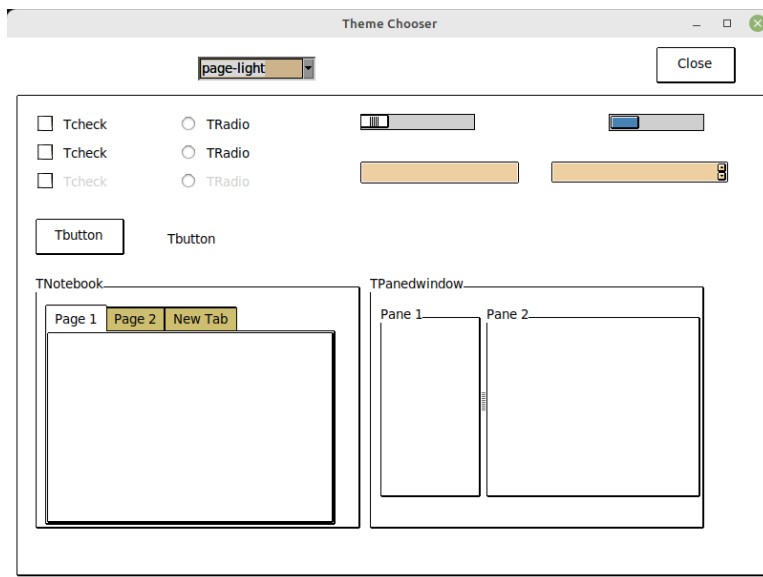 Theme Chooser
page-light
Close
Tcheck TRadio
Tcheck TRadio
Tcheck TRadio
Tbutton Tbutton
TNotebook TPanedwindow
Page 1 Page 2 New Tab Pane 1 Pane 2